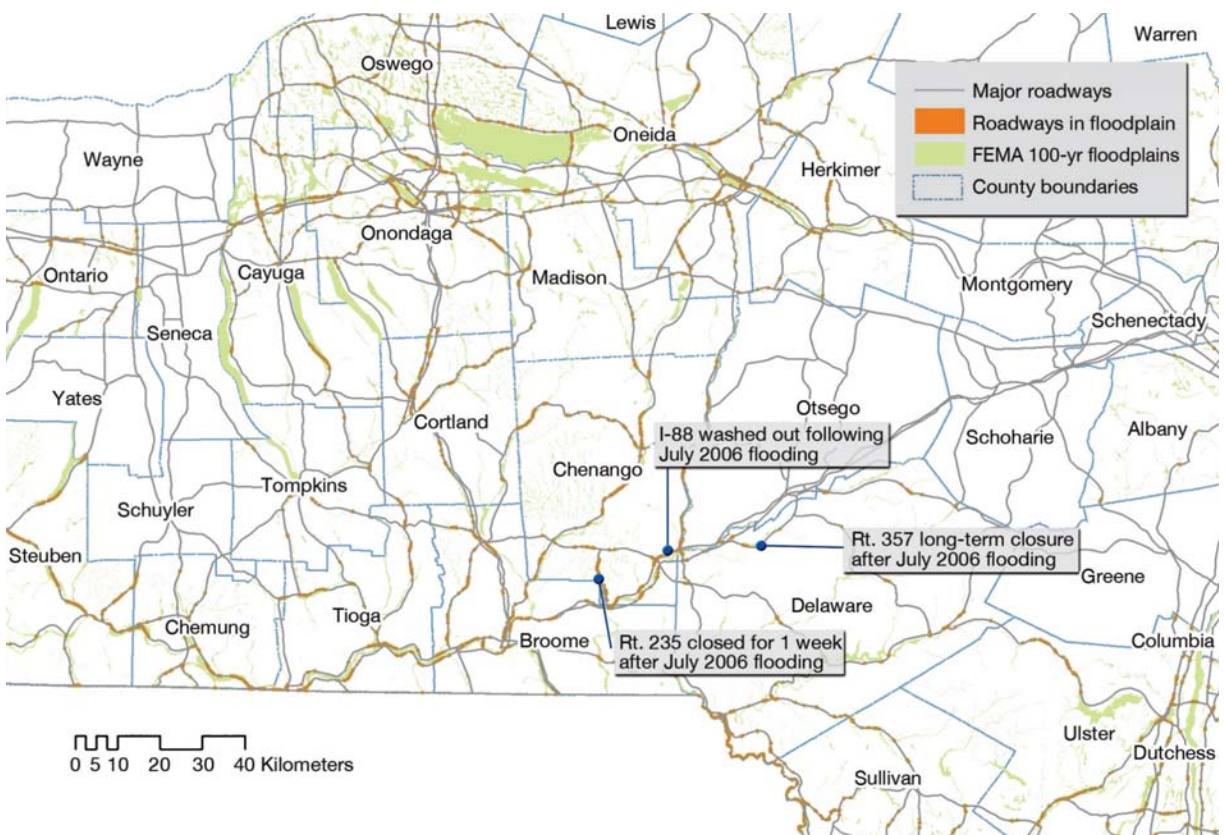 Lewis
Warren
Oswego
Major roadways
Roadways in floodplain
FEMA 100-yr floodplains
County boundaries
Oneida
Wayne
Herkimer
Onondaga
Ontario
Cayuga
Madison
Montgomery
Seneca
Schenectady
Yates
Cortland
Otsego
Schoharie
Albany
I-88 washed out following
July 2006 flooding
Chenango
Tompkins
Schuyler
Steuben
Rt. 357 long-term closure
after July 2006 flooding
Greene
Delaware
Tioga
Chemung
Broome
Rt. 235 closed for 1 week
after July 2006 flooding
Columbia
Ulster
Dutchess
Sullivan
0 5 10 20 30 40 Kilometers